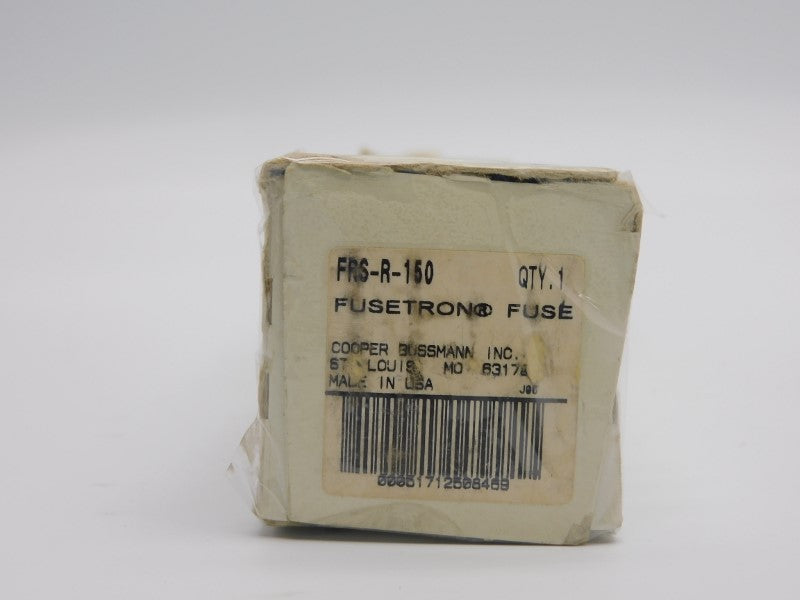 FRS-R-150 QTY.1
FUSETRON® FUSE
COOPER BUSSMANN INC.
ST LOUIS, MO
MADE IN USA